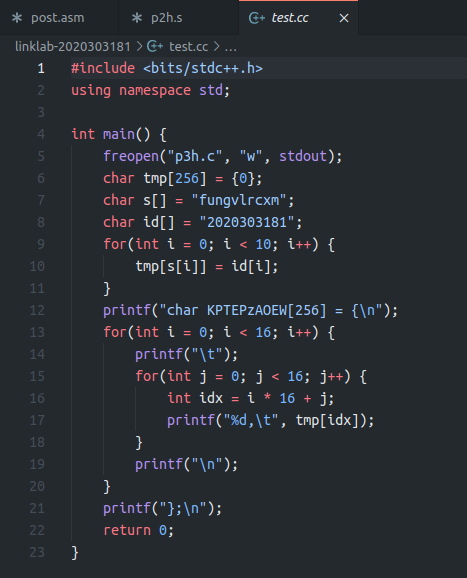 post.asm p2h.s test.cc ×
linklab-2020303181 > test.cc > ...
1 #include <bits/stdc++.h>
2 using namespace std;
3
4 int main() {
5     freopen("p3h.c", "w", stdout);
6     char tmp[256] = {0};
7     char s[] = "fungvlrcxm";
8     char id[] = "2020303181";
9     for(int i = 0; i < 10; i++) {
10         tmp[s[i]] = id[i];
11     }
12     printf("char KPTEPzAOEW[256] = {\n");
13     for(int i = 0; i < 16; i++) {
14         printf("\t");
15         for(int j = 0; j < 16; j++) {
16             int idx = i * 16 + j;
17             printf("%d,\t", tmp[idx]);
18         }
19         printf("\n");
20     }
21     printf("};\n");
22     return 0;
23 }